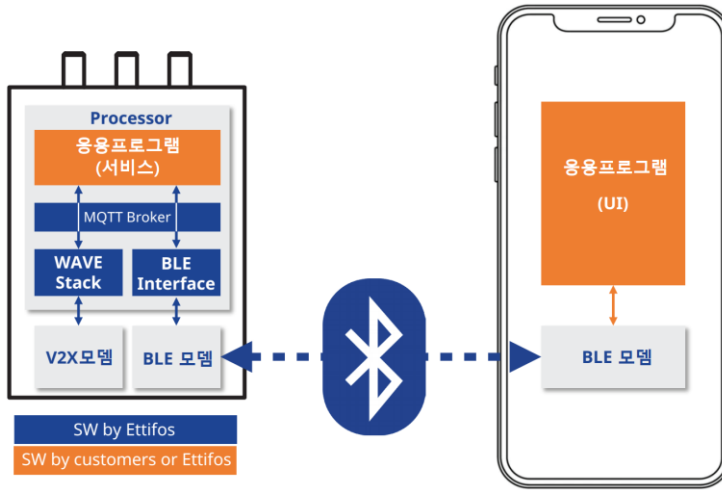 Processor
응용프로그램
(서비스)
MQTT Broker
WAVE
Stack
BLE
Interface
V2X모뎀
BLE 모뎀
SW by Ettifos
SW by customers or Ettifos
응용프로그램
(UI)
BLE 모뎀